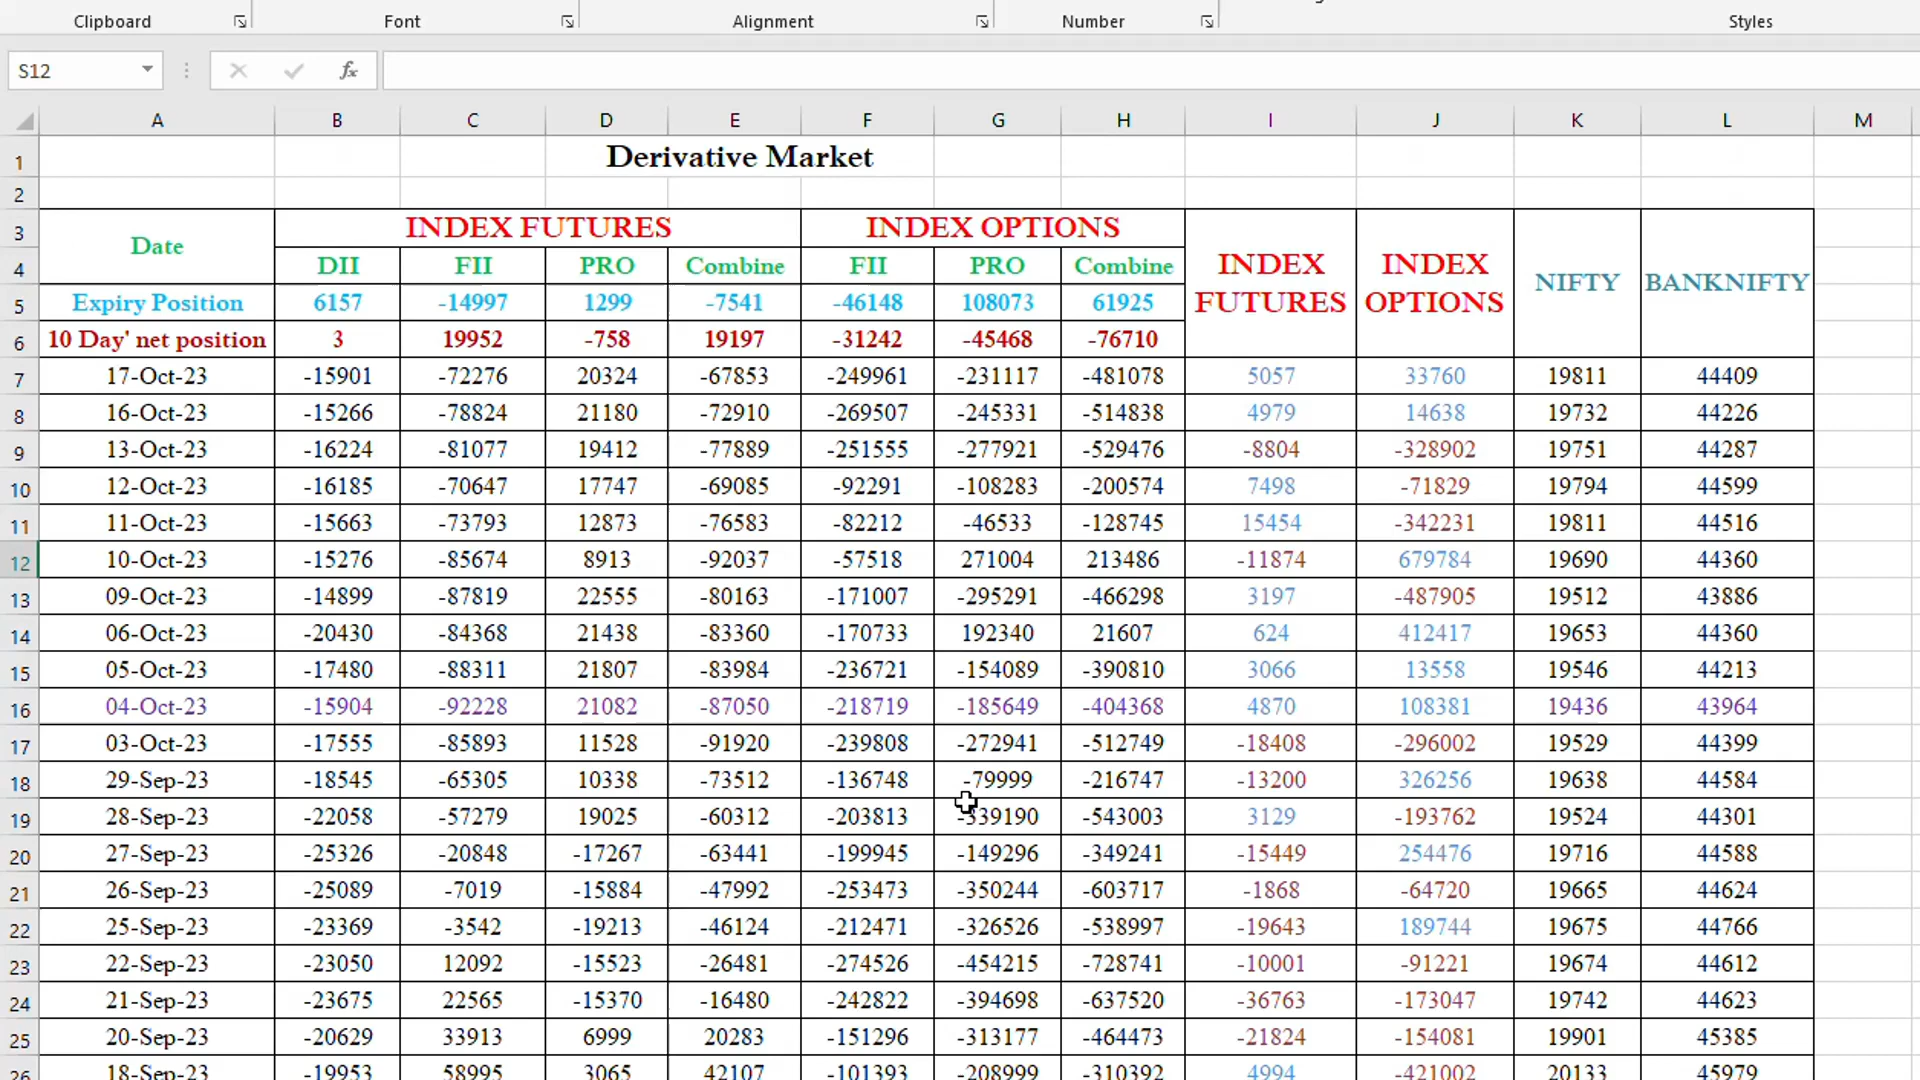 Clipboard Font Alignment Number Styles
S12 fx
A B C D E F G H I J K L M
1 Derivative Market
2
3 Date INDEX FUTURES INDEX OPTIONS INDEX FUTURES INDEX OPTIONS NIFTY BANKNIFTY
4 DII FII PRO Combine FII PRO Combine
5 Expiry Position 6157 -14997 1299 -7541 -46148 108073 61925
6 10 Day' net position 3 19952 -758 19197 -31242 -45468 -76710
7 17-Oct-23 -15901 -72276 20324 -67853 -249961 -231117 -481078 5057 33760 19811 44409
8 16-Oct-23 -15266 -78824 21180 -72910 -269507 -245331 -514838 4979 14638 19732 44226
9 13-Oct-23 -16224 -81077 19412 -77889 -251555 -277921 -529476 -8804 -328902 19751 44287
10 12-Oct-23 -16185 -70647 17747 -69085 -92291 -108283 -200574 7498 -71829 19794 44599
11 11-Oct-23 -15663 -73793 12873 -76583 -82212 -46533 -128745 15454 -342231 19811 44516
12 10-Oct-23 -15276 -85674 8913 -92037 -57518 271004 213486 -11874 679784 19690 44360
13 09-Oct-23 -14899 -87819 22555 -80163 -171007 -295291 -466298 3197 -487905 19512 43886
14 06-Oct-23 -20430 -84368 21438 -83360 -170733 192340 21607 624 412417 19653 44360
15 05-Oct-23 -17480 -88311 21807 -83984 -236721 -154089 -390810 3066 13558 19546 44213
16 04-Oct-23 -15904 -92228 21082 -87050 -218719 -185649 -404368 4870 108381 19436 43964
17 03-Oct-23 -17555 -85893 11528 -91920 -239808 -272941 -512749 -18408 -296002 19529 44399
18 29-Sep-23 -18545 -65305 10338 -73512 -136748 -79999 -216747 -13200 326256 19638 44584
19 28-Sep-23 -22058 -57279 19025 -60312 -203813 -339190 -543003 3129 -193762 19524 44301
20 27-Sep-23 -25326 -20848 -17267 -63441 -199945 -149296 -349241 -15449 254476 19716 44588
21 26-Sep-23 -25089 -7019 -15884 -47992 -253473 -350244 -603717 -1868 -64720 19665 44624
22 25-Sep-23 -23369 -3542 -19213 -46124 -212471 -326526 -538997 -19643 189744 19675 44766
23 22-Sep-23 -23050 12092 -15523 -26481 -274526 -454215 -728741 -10001 -91221 19674 44612
24 21-Sep-23 -23675 22565 -15370 -16480 -242822 -394698 -637520 -36763 -173047 19742 44623
25 20-Sep-23 -20629 33913 6999 20283 -151296 -313177 -464473 -21824 -154081 19901 45385
26 18-Sep-23 -19953 58995 3065 42107 -101393 -208999 -310392 4994 -421002 20133 45979